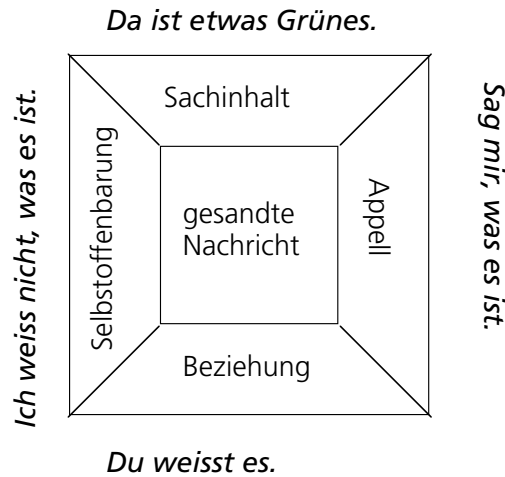 Da ist etwas Grünes.
Sachinhalt
Ich weiss nicht, was es ist.
Selbstoffenbarung
gesandte
Nachricht
Appell
Sag mir, was es ist.
Beziehung
Du weisst es.